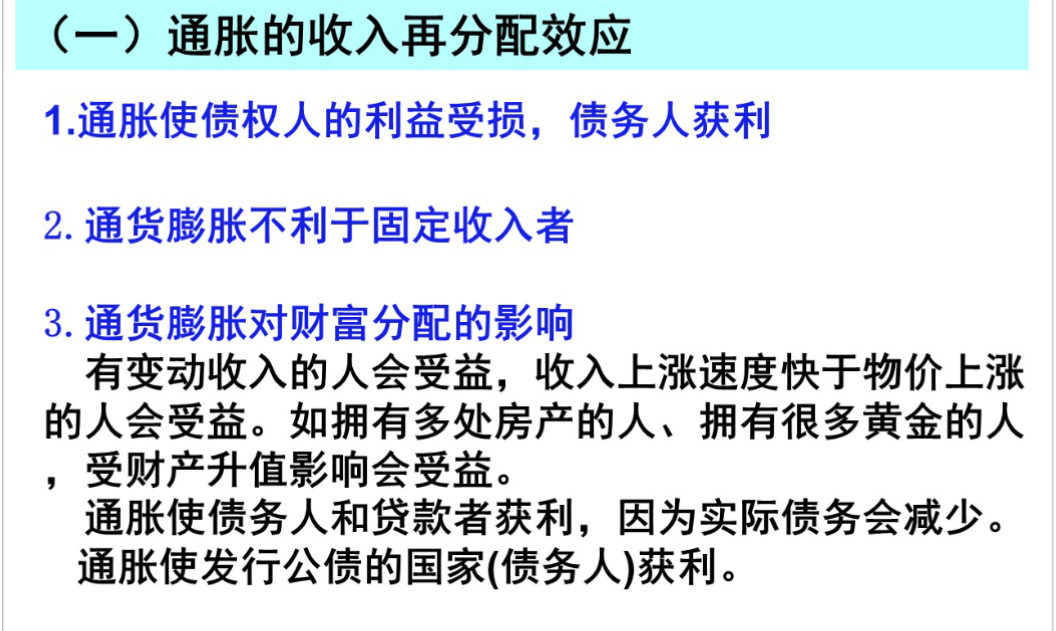 （一）通胀的收入再分配效应
1.通胀使债权人的利益受损，债务人获利
2. 通货膨胀不利于固定收入者
3. 通货膨胀对财富分配的影响
有变动收入的人会受益，收入上涨速度快于物价上涨
的人会受益。如拥有多处房产的人、拥有很多黄金的人
，受财产升值影响会受益。
通胀使债务人和贷款者获利，因为实际债务会减少。
通胀使发行公债的国家(债务人)获利。